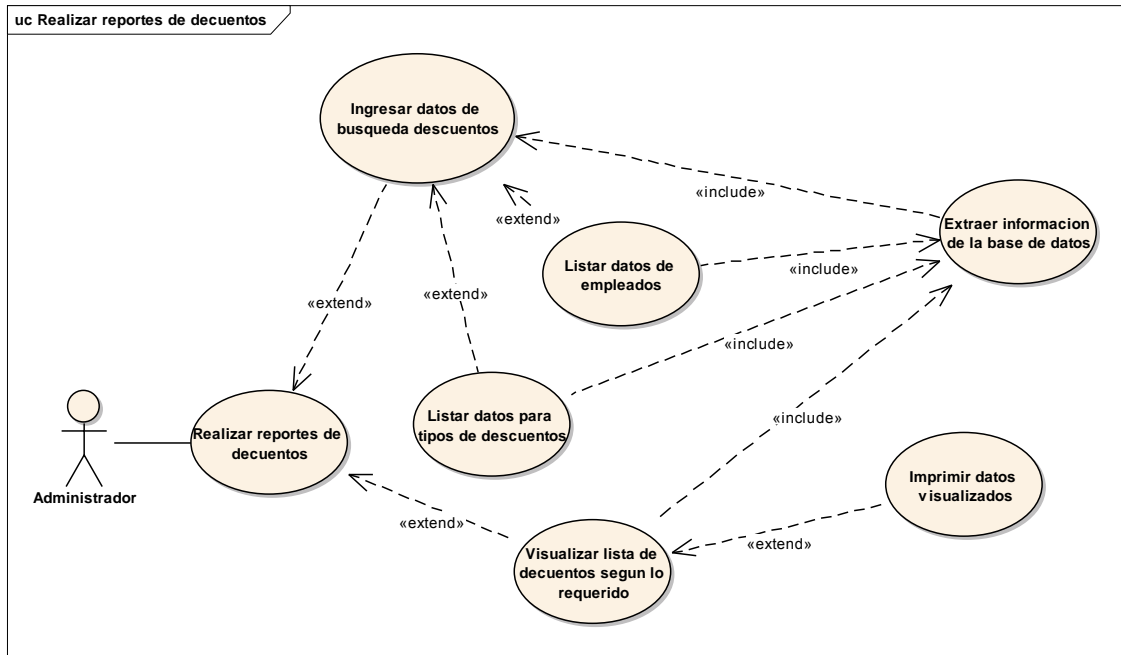 uc Realizar reportes de decuentos
Ingresar datos de
busqueda descuentos
«include»
«extend»
Extraer informacion
de la base de datos
Listar datos de
empleados
«include»
«extend»
«extend»
«include»
Listar datos para
tipos de descuentos
«include»
Realizar reportes de
decuentos
Administrador
Imprimir datos
visualizados
«extend»
«extend»
Visualizar lista de
decuentos segun lo
requerido